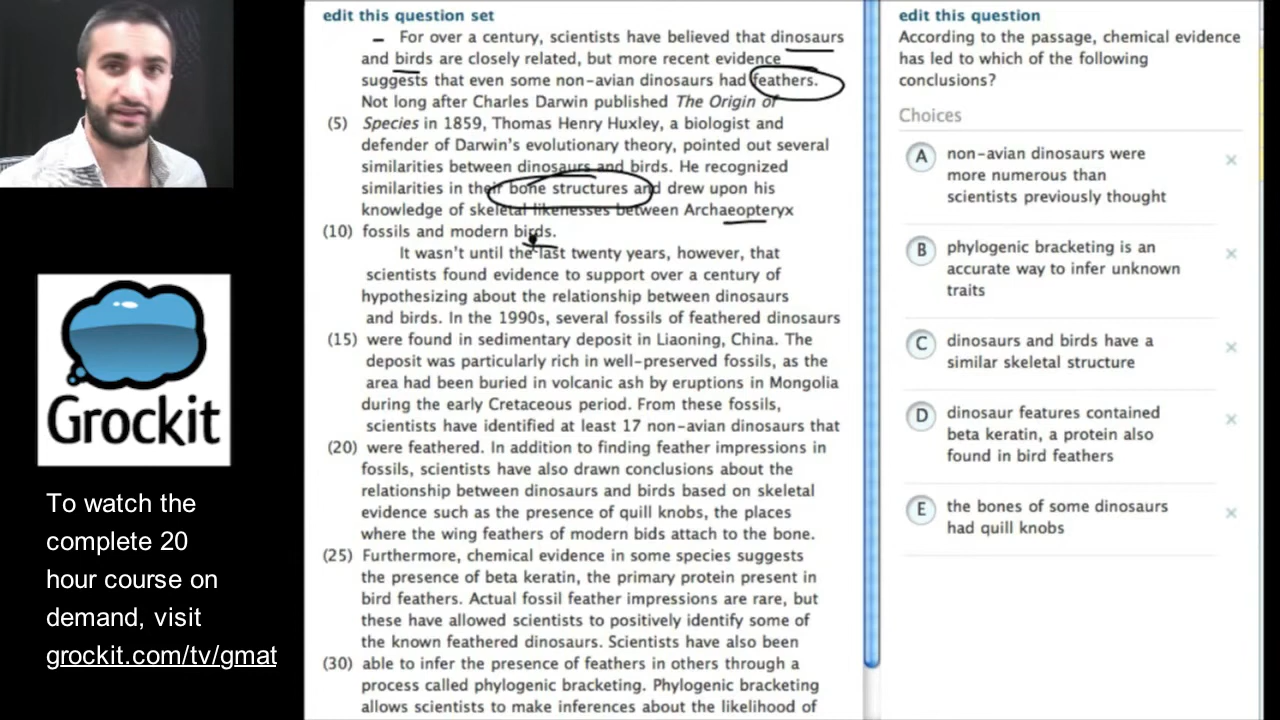 edit this question set
For over a century, scientists have believed that dinosaurs
and birds are closely related, but more recent evidence
suggests that even some non-avian dinosaurs had feathers.
Not long after Charles Darwin published The Origin of
(5) Species in 1859, Thomas Henry Huxley, a biologist and
defender of Darwin's evolutionary theory, pointed out several
similarities between dinosaurs and birds. He recognized
similarities in their bone structures and drew upon his
knowledge of skeletal likenesses between Archaeopteryx
(10) fossils and modern birds.
It wasn't until the last twenty years, however, that
scientists found evidence to support over a century of
hypothesizing about the relationship between dinosaurs
and birds. In the 1990s, several fossils of feathered dinosaurs
(15) were found in sedimentary deposit in Liaoning, China. The
deposit was particularly rich in well-preserved fossils, as the
area had been buried in volcanic ash by eruptions in Mongolia
during the early Cretaceous period. From these fossils,
scientists have identified at least 17 non-avian dinosaurs that
(20) were feathered. In addition to finding feather impressions in
fossils, scientists have also drawn conclusions about the
relationship between dinosaurs and birds based on skeletal
evidence such as the presence of quill knobs, the places
where the wing feathers of modern bids attach to the bone.
(25) Furthermore, chemical evidence in some species suggests
the presence of beta keratin, the primary protein present in
bird feathers. Actual fossil feather impressions are rare, but
these have allowed scientists to positively identify some of
the known feathered dinosaurs. Scientists have also been
(30) able to infer the presence of feathers in others through a
process called phylogenic bracketing. Phylogenic bracketing
allows scientists to make inferences about the likelihood of
edit this question
According to the passage, chemical evidence
has led to which of the following
conclusions?
Choices
A non-avian dinosaurs were
more numerous than
scientists previously thought
B phylogenic bracketing is an
accurate way to infer unknown
traits
C dinosaurs and birds have a
similar skeletal structure
D dinosaur features contained
beta keratin, a protein also
found in bird feathers
E the bones of some dinosaurs
had quill knobs
Grockit
To watch the
complete 20
hour course on
demand, visit
grockit.com/tv/gmat